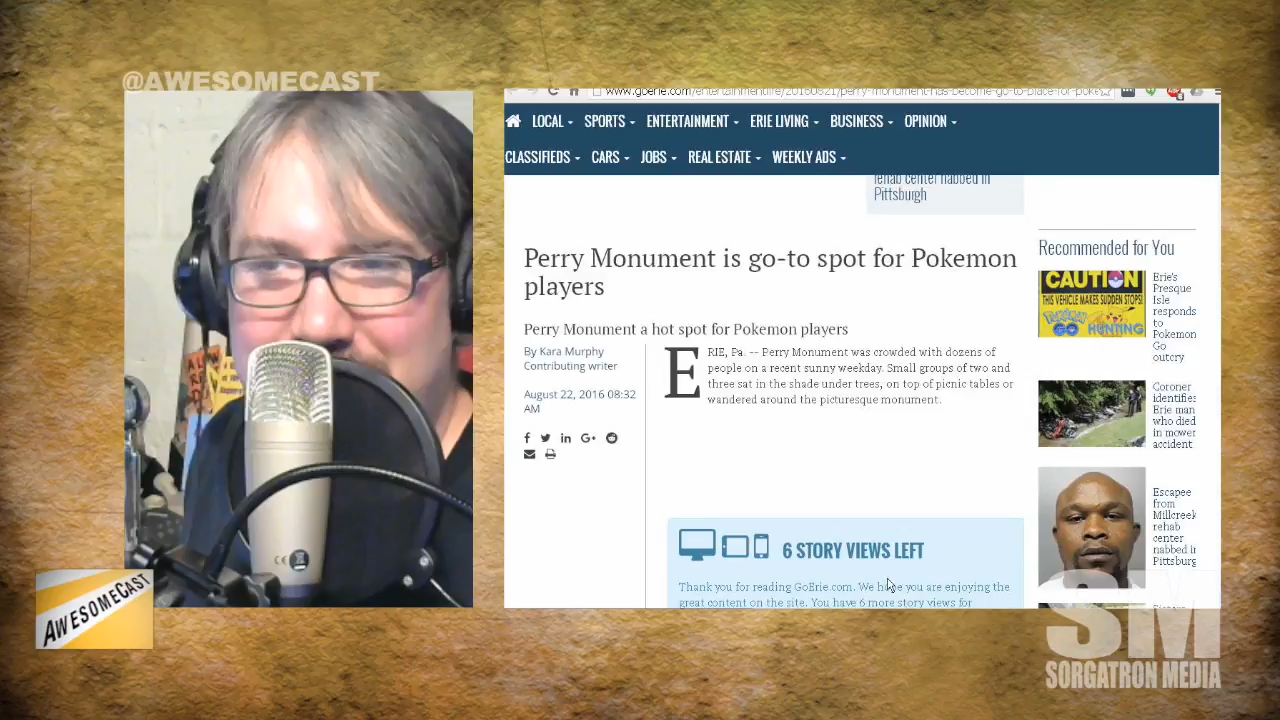 @AWESOMECAST
www.goerie.com/entertainmentlife/20160821/perry-monument-has-become-go-to-place-for-poke
LOCAL SPORTS ENTERTAINMENT ERIE LIVING BUSINESS OPINION
CLASSIFIEDS CARS JOBS REAL ESTATE WEEKLY ADS
rehab center nabbed in
Pittsburgh
Perry Monument is go-to spot for Pokemon
players
Perry Monument a hot spot for Pokemon players
By Kara Murphy
Contributing writer
August 22, 2016 08:32
AM
ERIE, Pa. -- Perry Monument was crowded with dozens of
people on a recent sunny weekday. Small groups of two and
three sat in the shade under trees, on top of picnic tables or
wandered around the picturesque monument.
6 STORY VIEWS LEFT
Thank you for reading GoErie.com. We hope you are enjoying the
great content on the site. You have 6 more story views for
Recommended for You
CAUTION
THIS VEHICLE MAKES SUDDEN STOPS!
POKEMON
GO HUNTING
Erie's
Presque
Isle
responds
to
Pokemon
Go
outcry
Coroner
identifies
Erie man
who died
in mower
accident
Escapee
from
Millcreek
rehab
center
nabbed in
Pittsburg
AWESOMECAST
SM
SORGATRON MEDIA